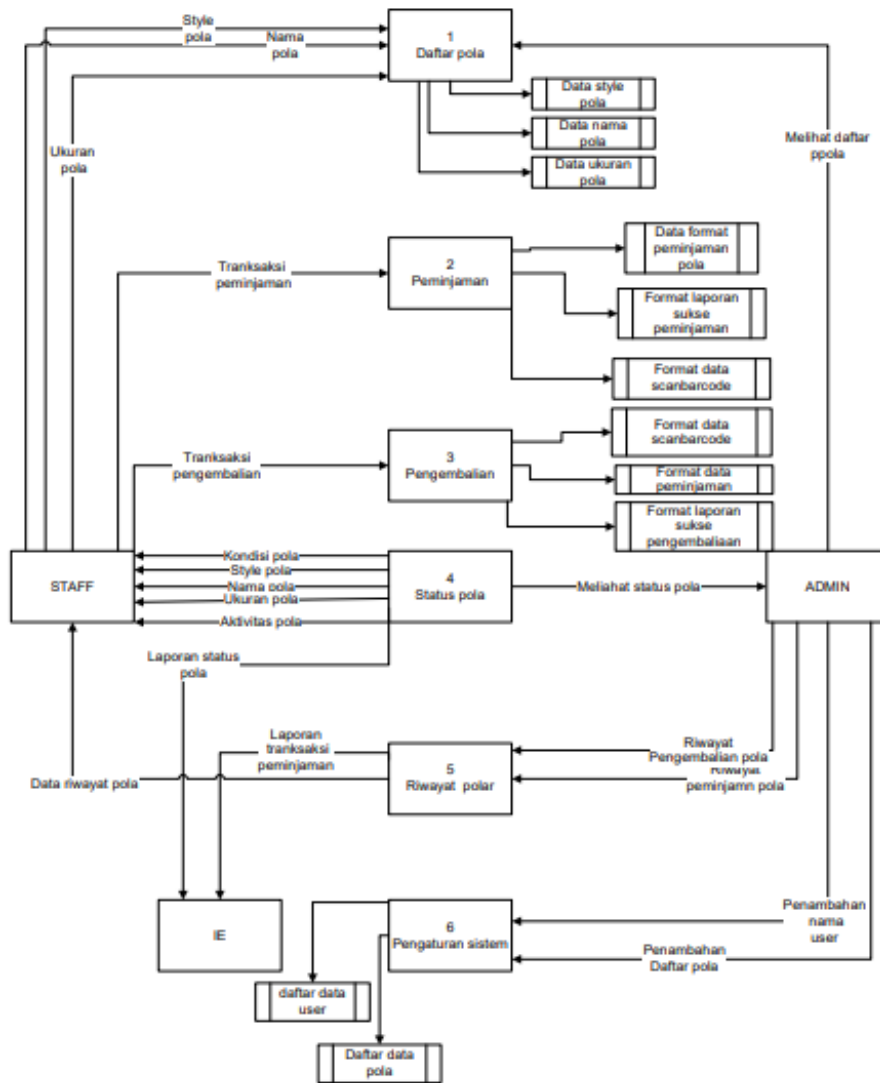 Style
pola
Nama
pola
1
Daftar pola
Data style
pola
Data nama
pola
Data ukuran
pola
Ukuran
pola
Melihat daftar
ppola
Tranksaksi
peminjaman
2
Peminjaman
Data format
peminjaman
pola
Format laporan
sukse
peminjaman
Format data
scanbarcode
Tranksaksi
pengembalian
3
Pengembalian
Format data
scanbarcode
Format data
peminjaman
Format laporan
sukse
pengembaliaan
STAFF
Kondisi pola
Style pola
Nama pola
Ukuran pola
Aktivitas pola
4
Status pola
Meliahat status pola
ADMIN
Laporan status
pola
Laporan
tranksaksi
peminjaman
Data riwayat pola
5
Riwayat polar
Riwayat
Pengembalian pola
Riwayat
peminjamn pola
IE
6
Pengaturan sistem
Penambahan
nama
user
Penambahan
Daftar pola
daftar data
user
Daftar data
pola